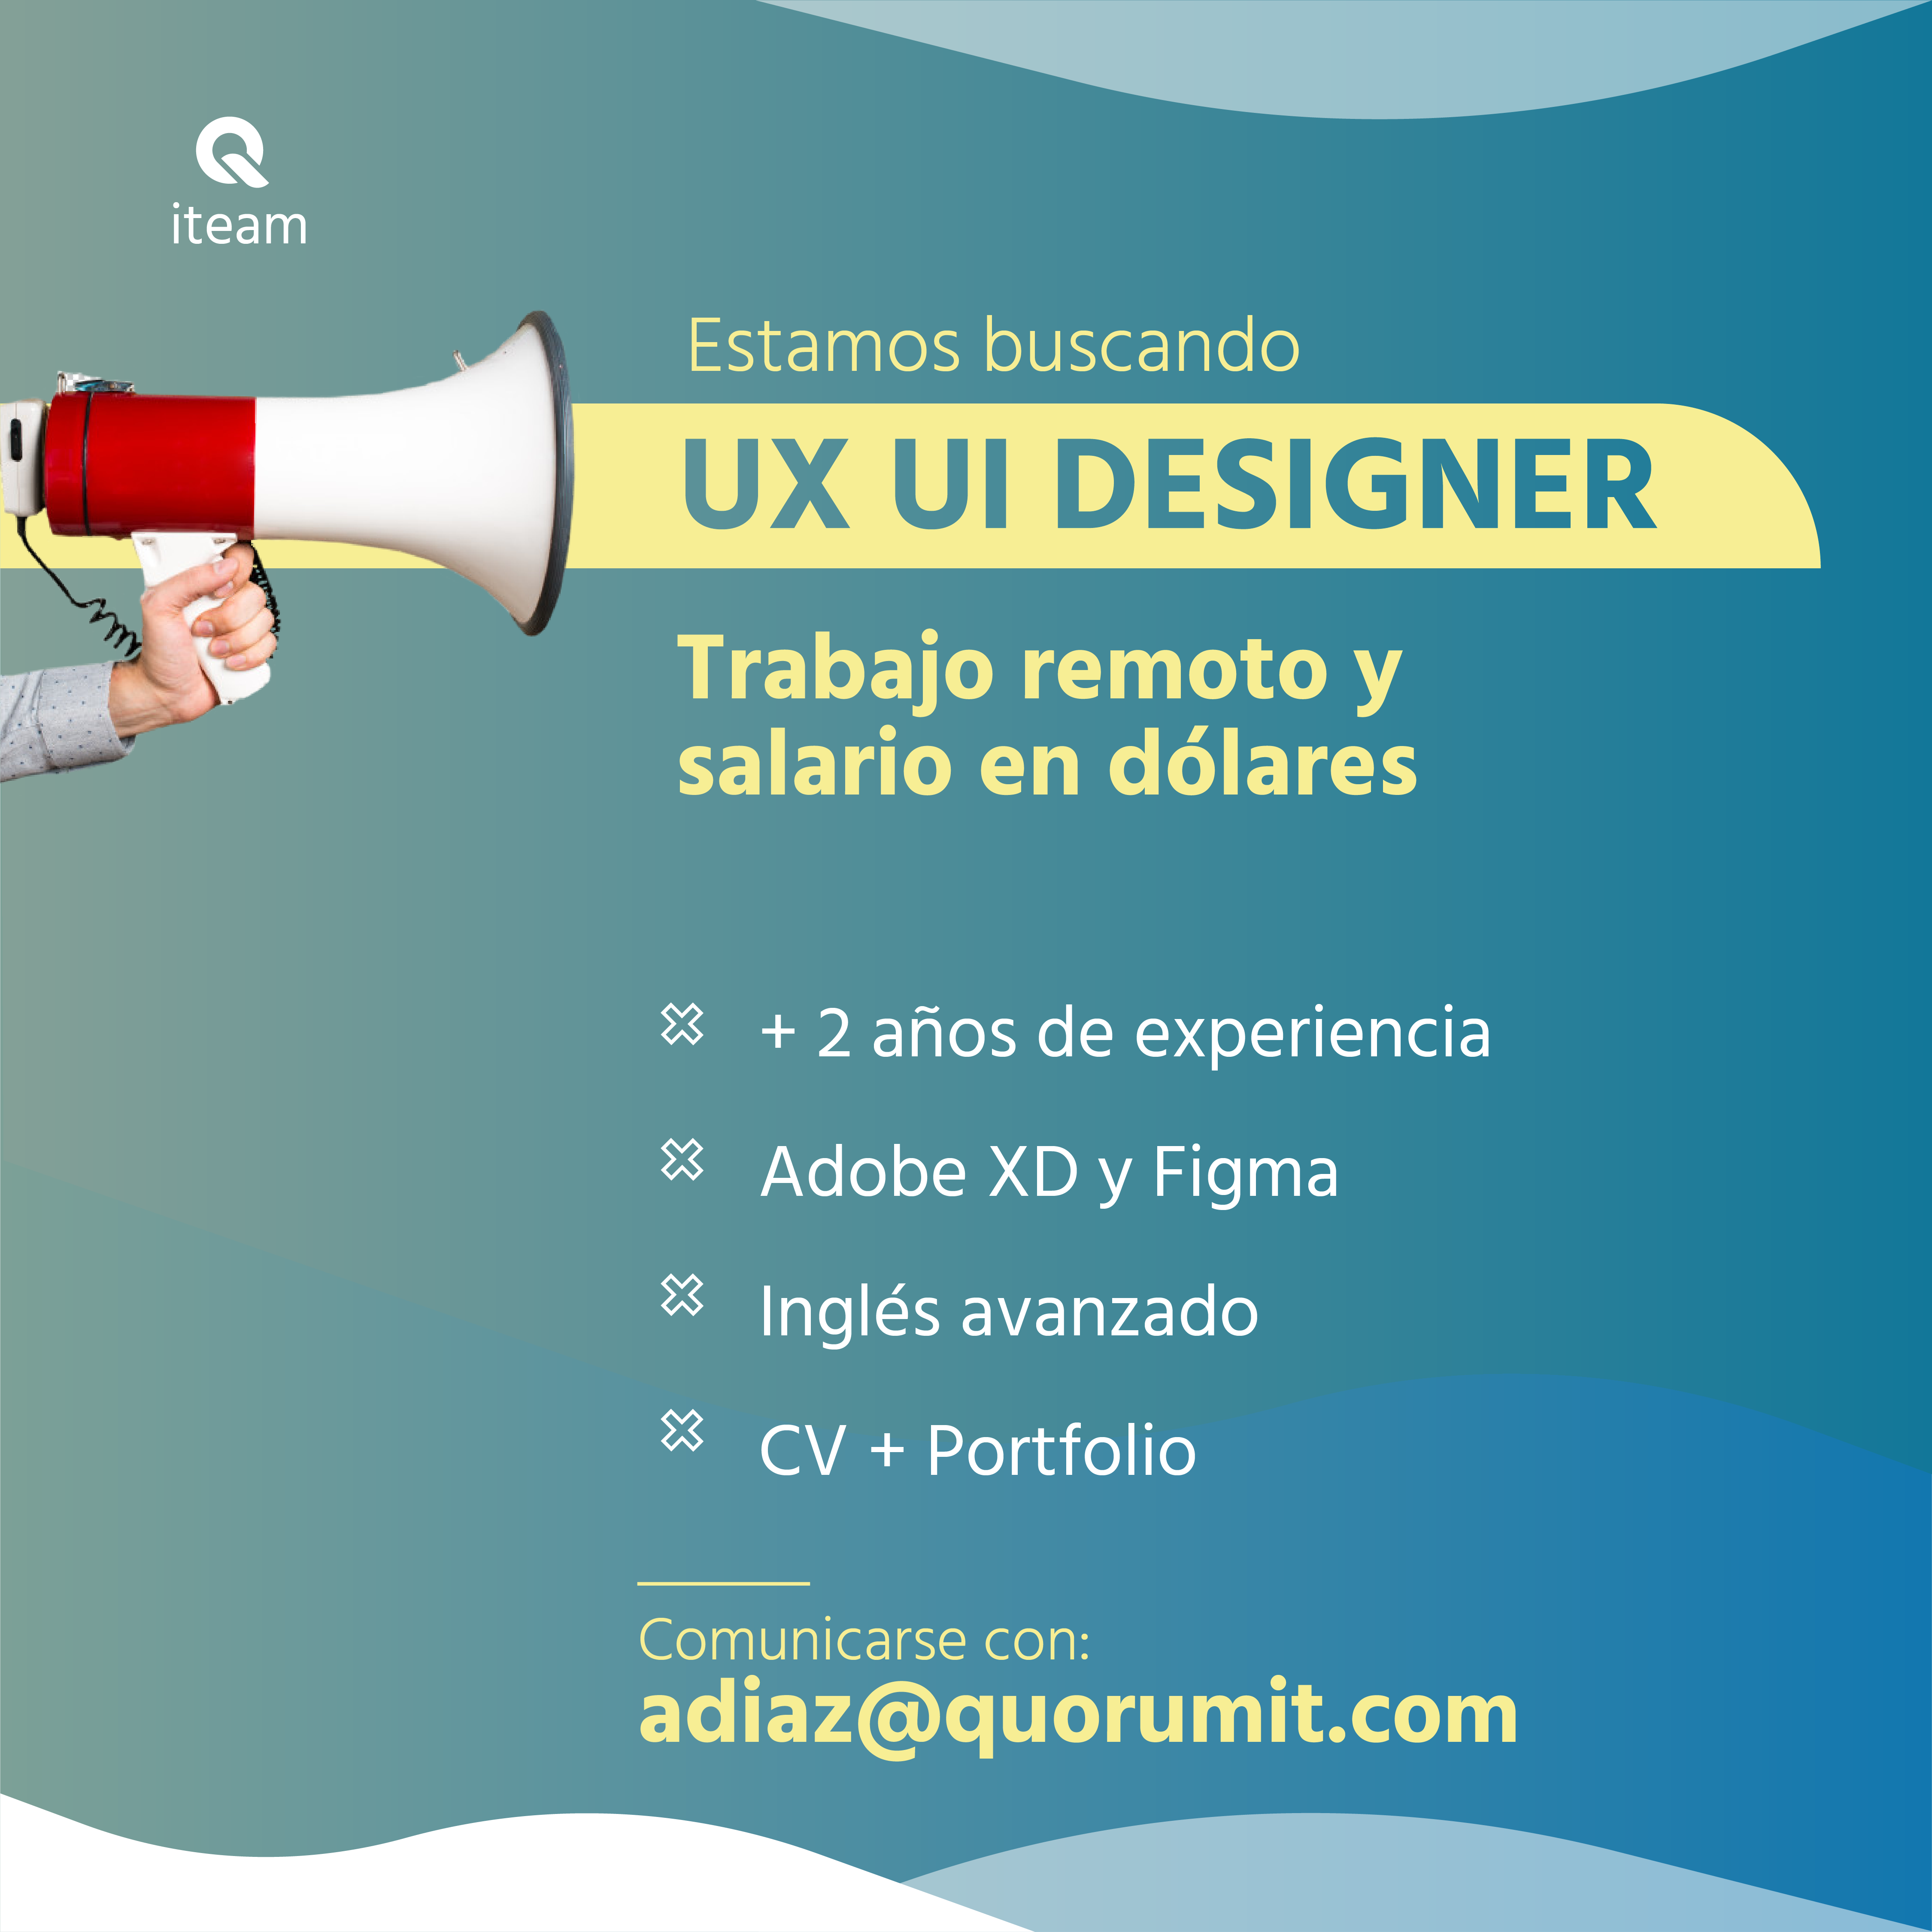 iteam
Estamos buscando
UX UI DESIGNER
Trabajo remoto y
salario en dólares
+ 2 años de experiencia
Adobe XD y Figma
Inglés avanzado
CV + Portfolio
Comunicarse con:
adiaz@quorumit.com